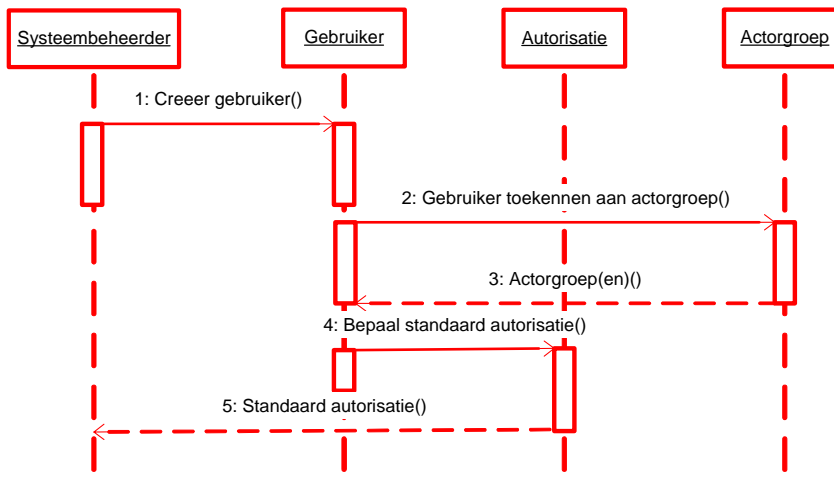 Systeembeheerder
Gebruiker
Autorisatie
Actorgroep
1: Creeer gebruiker()
2: Gebruiker toekennen aan actorgroep()
3: Actorgroep(en)()
4: Bepaal standaard autorisatie()
5: Standaard autorisatie()